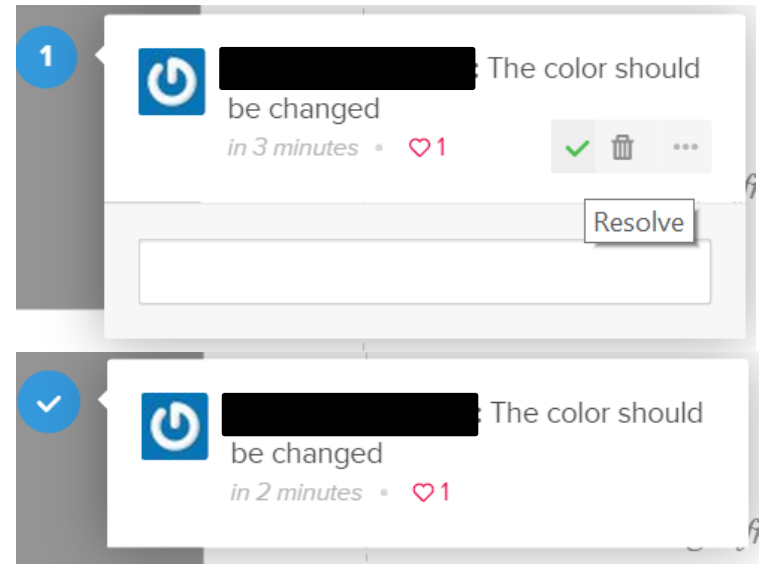 1
: The color should
be changed
in 3 minutes • 1
Resolve
: The color should
be changed
in 2 minutes • 1